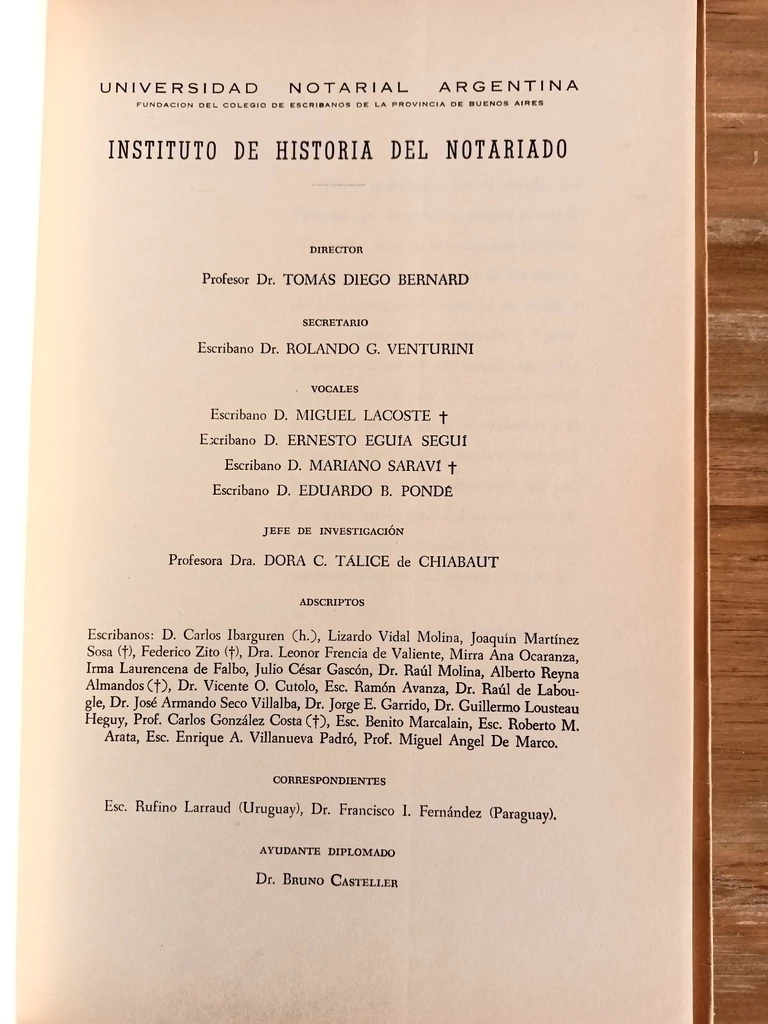 UNIVERSIDAD NOTARIAL ARGENTINA
FUNDACION DEL COLEGIO DE ESCRIBANOS DE LA PROVINCIA DE BUENOS AIRES
INSTITUTO DE HISTORIA DEL NOTARIADO
DIRECTOR
Profesor Dr. TOMÁS DIEGO BERNARD
SECRETARIO
Escribano Dr. ROLANDO G. VENTURINI
VOCALES
Escribano D. MIGUEL LACOSTE †
Escribano D. ERNESTO EGUÍA SEGUÍ
Escribano D. MARIANO SARAVÍ †
Escribano D. EDUARDO B. PONDÉ
JEFE DE INVESTIGACIÓN
Profesora Dra. DORA C. TÁLICE de CHIABAUT
ADSCRIPTOS
Escribanos: D. Carlos Ibarguren (h.), Lizardo Vidal Molina, Joaquín Martínez
Sosa (†), Federico Zito (†), Dra. Leonor Frencia de Valiente, Mirra Ana Ocaranza,
Irma Laurencena de Falbo, Julio César Gascón, Dr. Raúl Molina, Alberto Reyna
Almandos (†), Dr. Vicente O. Cutolo, Esc. Ramón Avanza, Dr. Raúl de Labou-
gle, Dr. José Armando Seco Villalba, Dr. Jorge E. Garrido, Dr. Guillermo Lousteau
Heguy, Prof. Carlos González Costa (†), Esc. Benito Marcalain, Esc. Roberto M.
Arata, Esc. Enrique A. Villanueva Padró, Prof. Miguel Angel De Marco.
CORRESPONDIENTES
Esc. Rufino Larraud (Uruguay), Dr. Francisco I. Fernández (Paraguay).
AYUDANTE DIPLOMADO
Dr. BRUNO CASTELLER